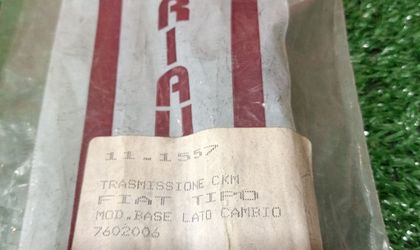 RIA
11.1557
TRASMISSIONE CKM
FIAT TIPO
MOD.BASE LATO CAMBIO
7602006